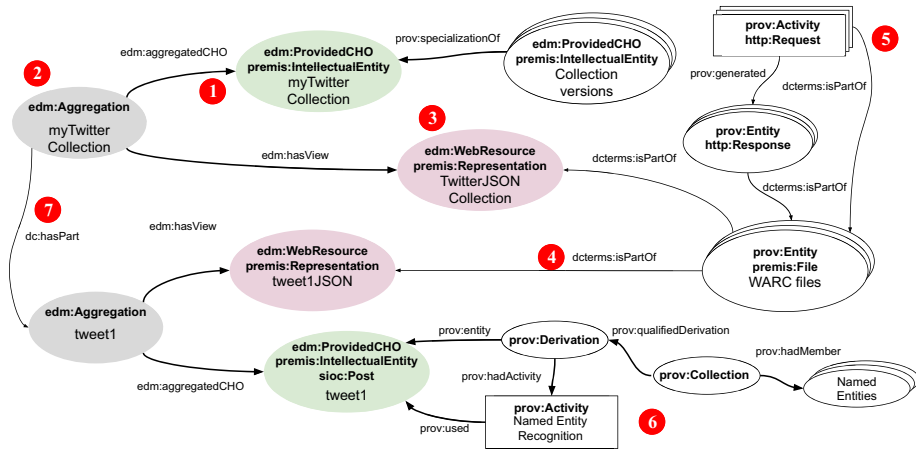 edm:aggregatedCHO
edm:ProvidedCHO
premis:IntellectualEntity
myTwitter
Collection
prov:specializationOf
edm:ProvidedCHO
premis:IntellectualEntity
Collection
versions
prov:Activity
http:Request
5
prov:generated
dcterms:isPartOf
2
1
edm:Aggregation
myTwitter
Collection
3
edm:hasView
edm:WebResource
premis:Representation
TwitterJSON
Collection
dcterms:isPartOf
prov:Entity
http:Response
dcterms:isPartOf
7
dc:hasPart
edm:hasView
edm:WebResource
premis:Representation
tweet1JSON
4
dcterms:isPartOf
prov:Entity
premis:File
WARC files
edm:Aggregation
tweet1
edm:aggregatedCHO
edm:ProvidedCHO
premis:IntellectualEntity
sioc:Post
tweet1
prov:entity
prov:Derivation
prov:qualifiedDerivation
prov:hadActivity
prov:Collection
prov:hadMember
Named
Entities
prov:used
prov:Activity
Named Entity
Recognition
6